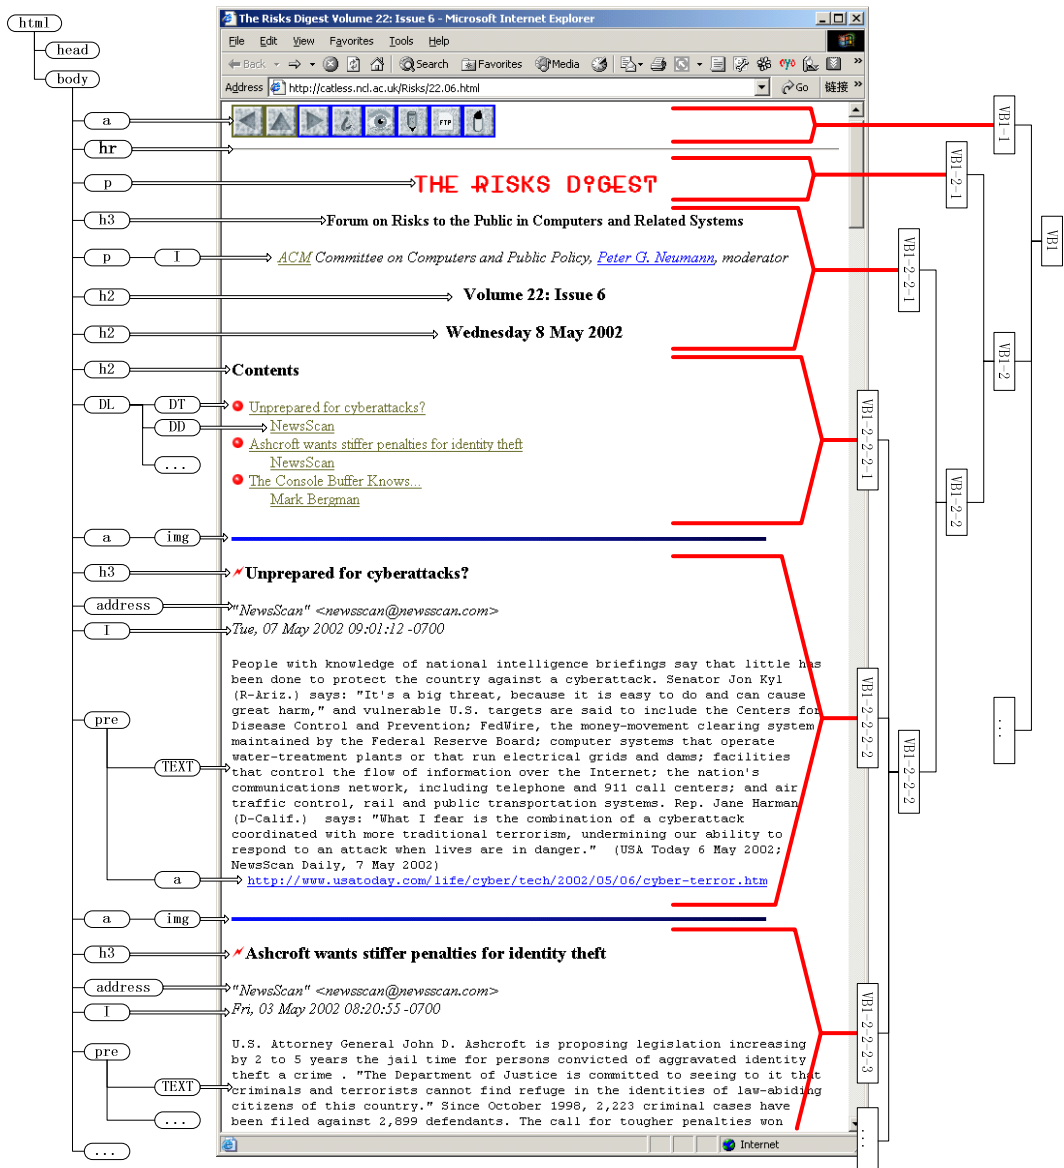 html
head
body
a
hr
p
h3
p I
h2
h2
h2
DL DT
DD
...
a img
h3
address
I
pre
TEXT
a
a img
h3
address
I
pre
TEXT
...
...
The Risks Digest Volume 22: Issue 6 - Microsoft Internet Explorer
File Edit View Favorites Tools Help
Back Search Favorites Media »
Address http://catless.ncl.ac.uk/Risks/22.06.html Go 链接 »
FTP
THE RISKS DIGEST
Forum on Risks to the Public in Computers and Related Systems
ACM Committee on Computers and Public Policy, Peter G. Neumann, moderator
Volume 22: Issue 6
Wednesday 8 May 2002
Contents
Unprepared for cyberattacks?
NewsScan
Ashcroft wants stiffer penalties for identity theft
NewsScan
The Console Buffer Knows...
Mark Bergman
Unprepared for cyberattacks?
"NewsScan" <newsscan@newsscan.com>
Tue, 07 May 2002 09:01:12 -0700
People with knowledge of national intelligence briefings say that little has
been done to protect the country against a cyberattack. Senator Jon Kyl
(R-Ariz.) says: "It's a big threat, because it is easy to do and can cause
great harm," and vulnerable U.S. targets are said to include the Centers for
Disease Control and Prevention; FedWire, the money-movement clearing system
maintained by the Federal Reserve Board; computer systems that operate
water-treatment plants or that run electrical grids and dams; facilities
that control the flow of information over the Internet; the nation's
communications network, including telephone and 911 call centers; and air
traffic control, rail and public transportation systems. Rep. Jane Harman
(D-Calif.) says: "What I fear is the combination of a cyberattack
coordinated with more traditional terrorism, undermining our ability to
respond to an attack when lives are in danger." (USA Today 6 May 2002;
NewsScan Daily, 7 May 2002)
http://www.usatoday.com/life/cyber/tech/2002/05/06/cyber-terror.htm
Ashcroft wants stiffer penalties for identity theft
"NewsScan" <newsscan@newsscan.com>
Fri, 03 May 2002 08:20:55 -0700
U.S. Attorney General John D. Ashcroft is proposing legislation increasing
by 2 to 5 years the jail time for persons convicted of aggravated identity
theft a crime . "The Department of Justice is committed to seeing to it that
criminals and terrorists cannot find refuge in the identities of law-abiding
citizens of this country." Since October 1998, 2,223 criminal cases have
been filed against 2,899 defendants. The call for tougher penalties won
Internet
VB1-1
VB1-2-1
VB1
VB1-2-2-1
VB1-2
VB1-2-2-2-1
VB1-2-2
VB1-2-2-2-2
...
VB1-2-2-2
VB1-2-2-2-3
...